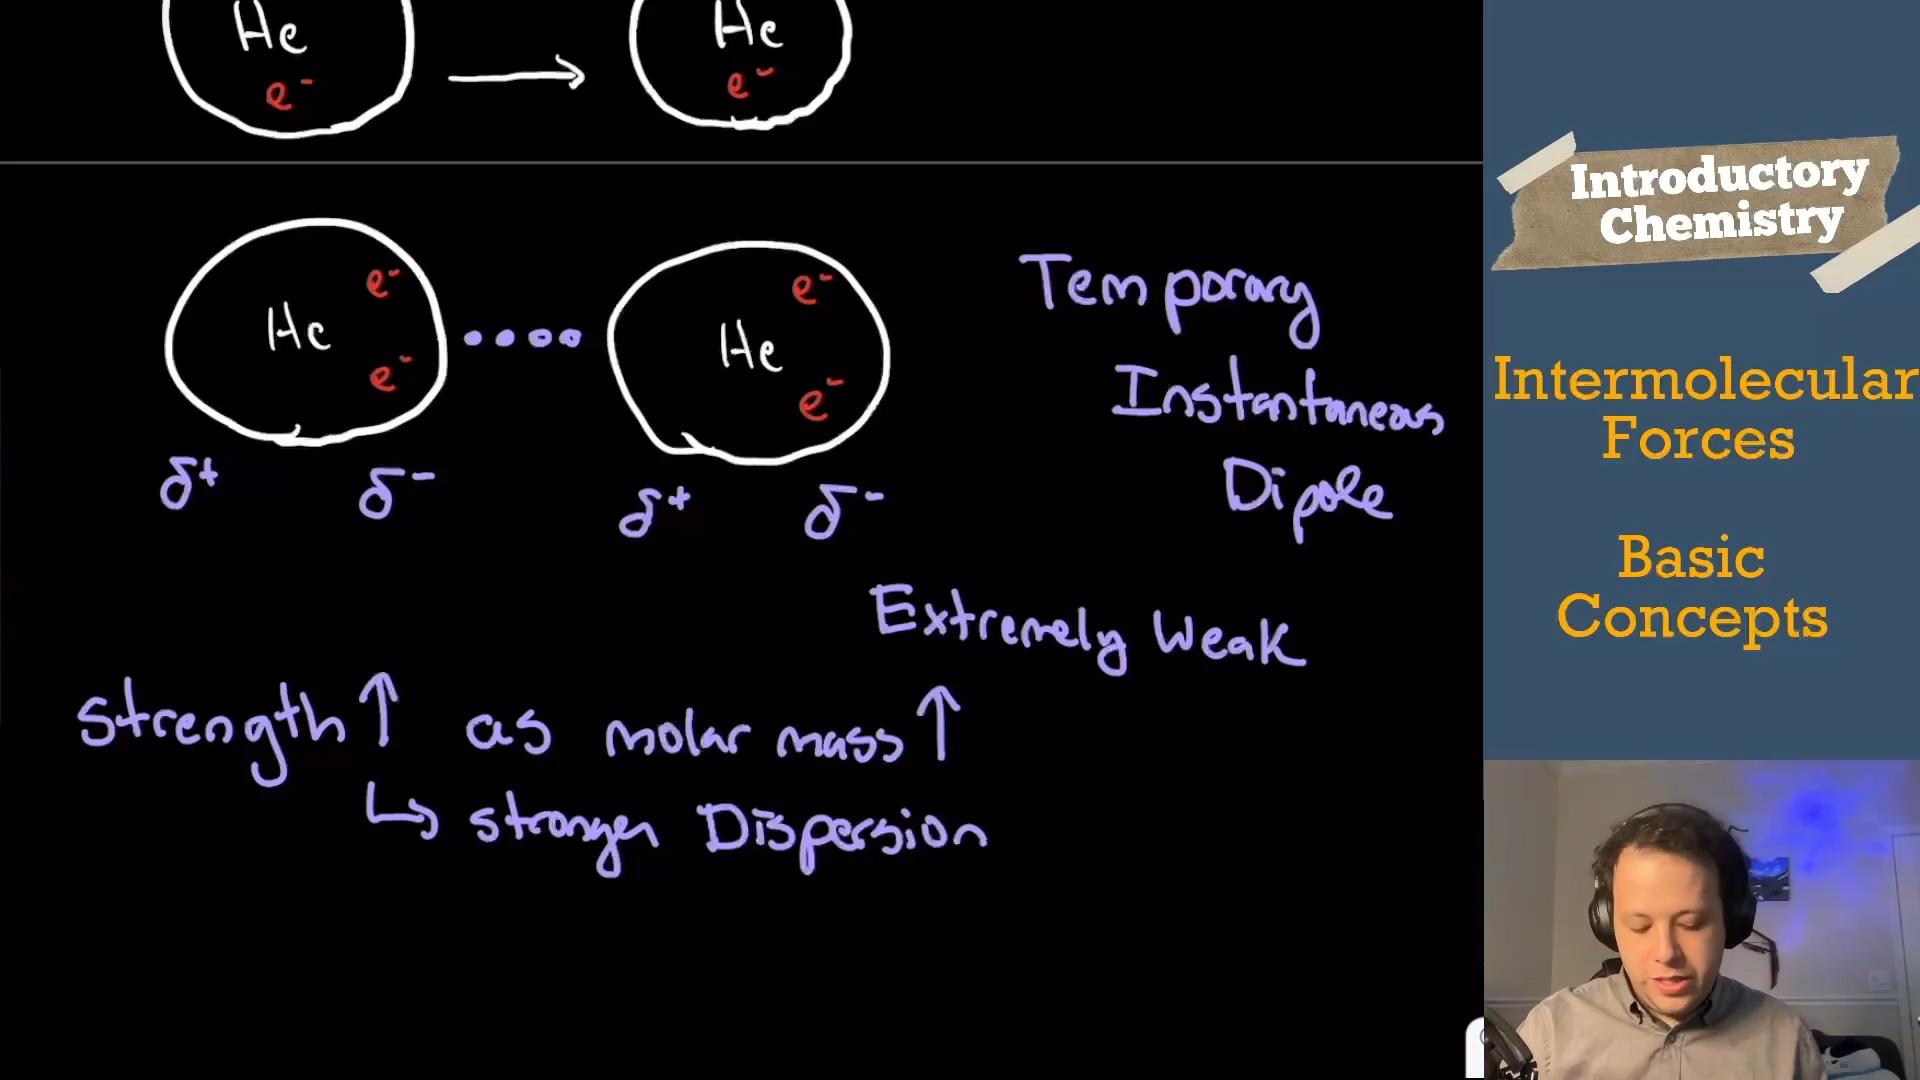 He
e⁻
He
e⁻
He
e⁻
e⁻
He
e⁻
e⁻
δ+ δ-
δ+ δ-
Temporary
Instantaneous
Dipole
Extremely Weak
strength ↑ as molar mass ↑
↳ stronger Dispersion
Introductory
Chemistry
Intermolecular
Forces
Basic
Concepts